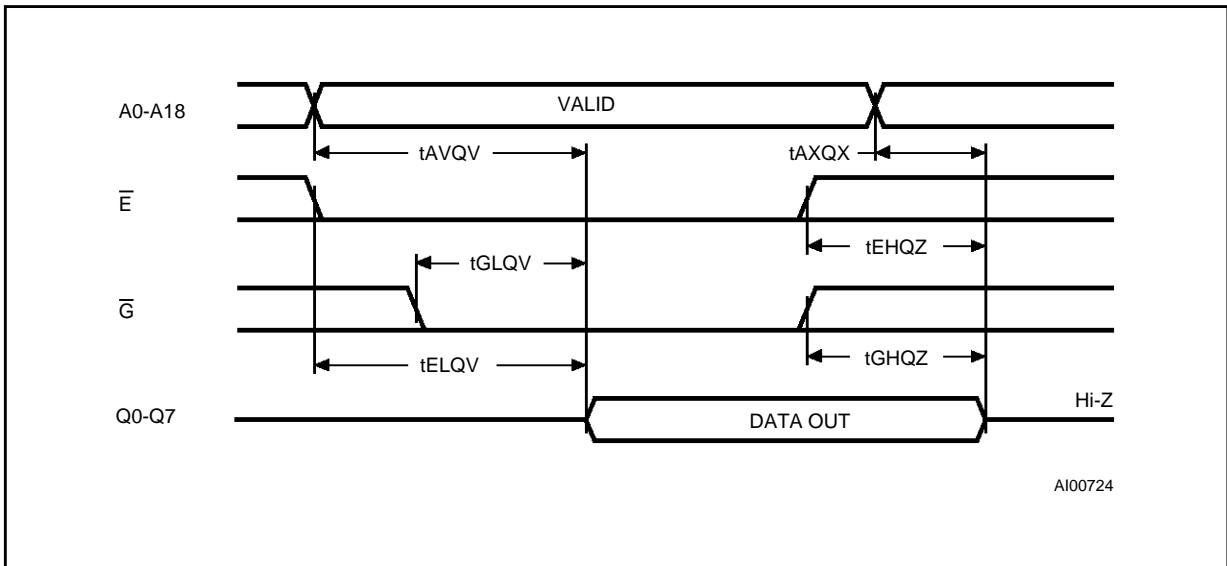 A0-A18
VALID
tAVQV
tAXQX
E
tEHQZ
tGLQV
G
tGHQZ
tELQV
Q0-Q7
DATA OUT
Hi-Z
AI00724